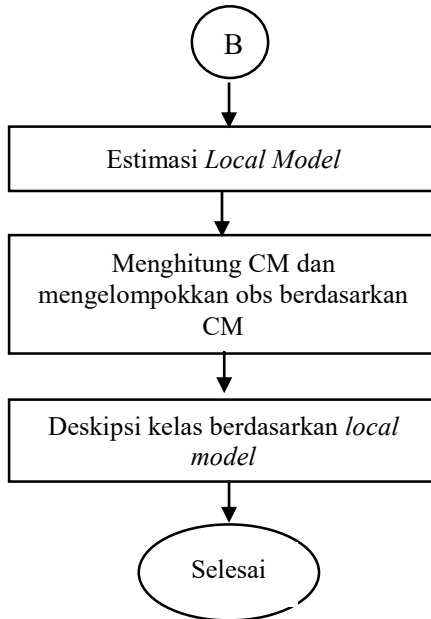 B
Estimasi Local Model
Menghitung CM dan
mengelompokkan obs berdasarkan
CM
Deskipsi kelas berdasarkan local
model
Selesai